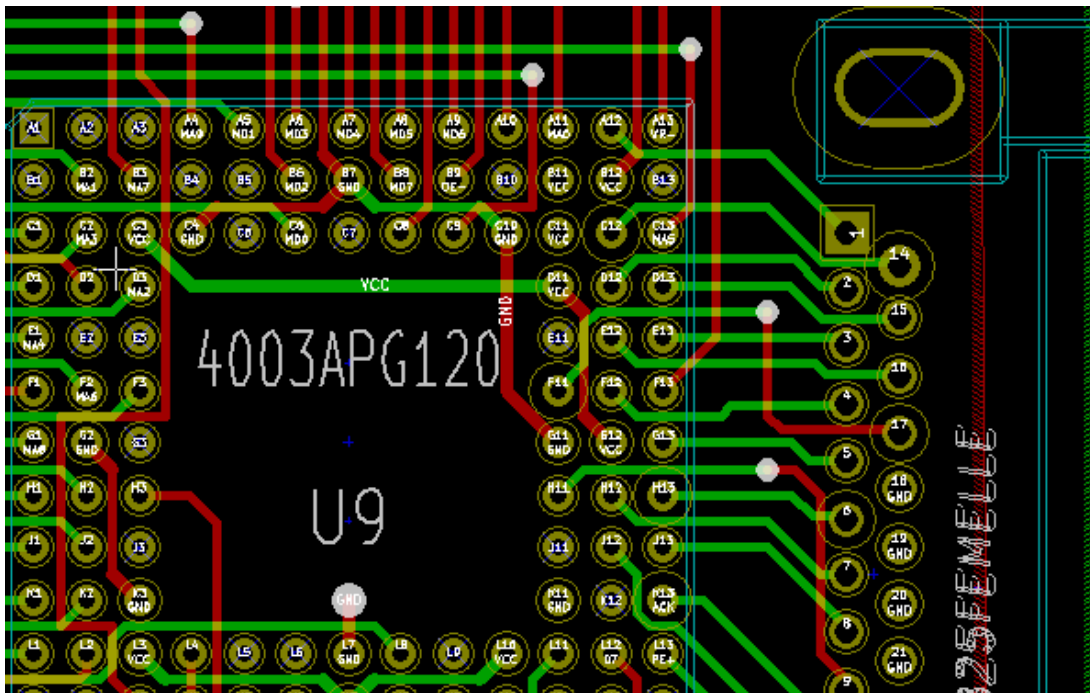 A1 A2 A3 A4 A5 A6 A7 A8 A9 A10 A11 A12 A13
MA9 MD1 MD3 MD4 MD5 MD6 MA0 VR-
B1 B2 B3 B4 B5 B6 B7 B8 B9 B10 B11 B12 B13
MA1 MA7 MD2 GND MD7 OE- VCC VCC
C1 C2 C3 C4 C6 C7 C8 C9 C10 C11 C12 C13
MA3 VCC GND MD0 GND VCC MA5
1
14
D1 D2 D3 D11 D12 D13
MA2 VCC
VCC
2
GND
15
E1 E2 E3 E11 E12 E13
MA4
3
4003APG120
16
F1 F2 F3 F11 F12 F13
MA6
4
17
G1 G2 G3 G11 G12 G13
MA8 GND GND VCC
5
18
GND
H1 H2 H3 H11 H12 H13
U9
6
19
GND
J1 J2 J3 J11 J12 J13
7
K1 K2 K3 K11 K12 K13
GND GND GND ACK
20
GND
8
L1 L2 L3 L4 L5 L6 L7 L8 L9 L10 L11 L12 L13
VCC GND VCC D7 PE+
21
GND
9
25FEMELLE